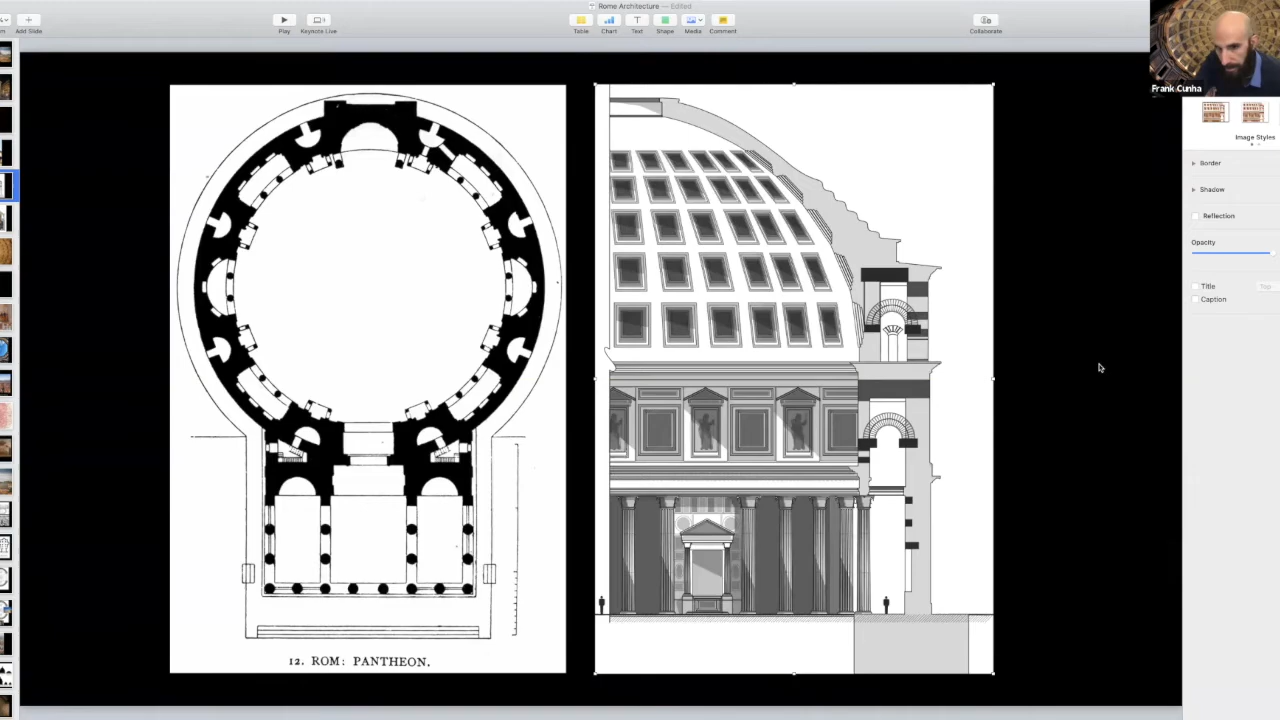 Rome Architecture — Edited
Add Slide
Play
Keynote Live
Table
Chart
Text
Shape
Media
Comment
Collaborate
Frank Cunha
Image Styles
Border
Shadow
Reflection
Opacity
Title
Top
Caption
12. ROM: PANTHEON.